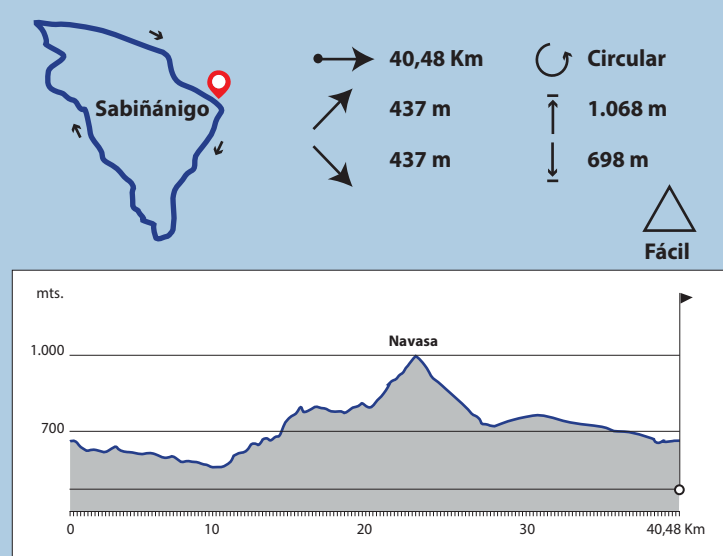 Sabiñánigo
40,48 Km
Circular
437 m
1.068 m
437 m
698 m
Fácil
mts.
Navasa
1.000
700
0 10 20 30 40,48 Km